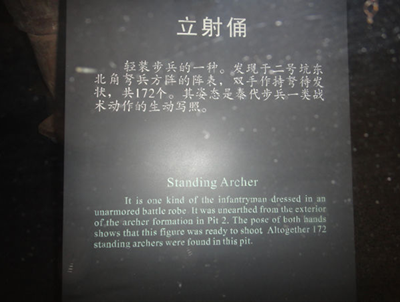 立射俑
轻装步兵的一种。发现于二号坑东
北角弩兵方阵的阵表，双手作持弩待发
状，共172个。其姿态是秦代步兵一类战
术动作的生动写照。
Standing Archer
It is one kind of the infantryman dressed in an
unarmored battle robe. It was unearthed from the exterior
of the archer formation in Pit 2. The pose of both hands
shows that this figure was ready to shoot. Altogether 172
standing archers were found in this pit.